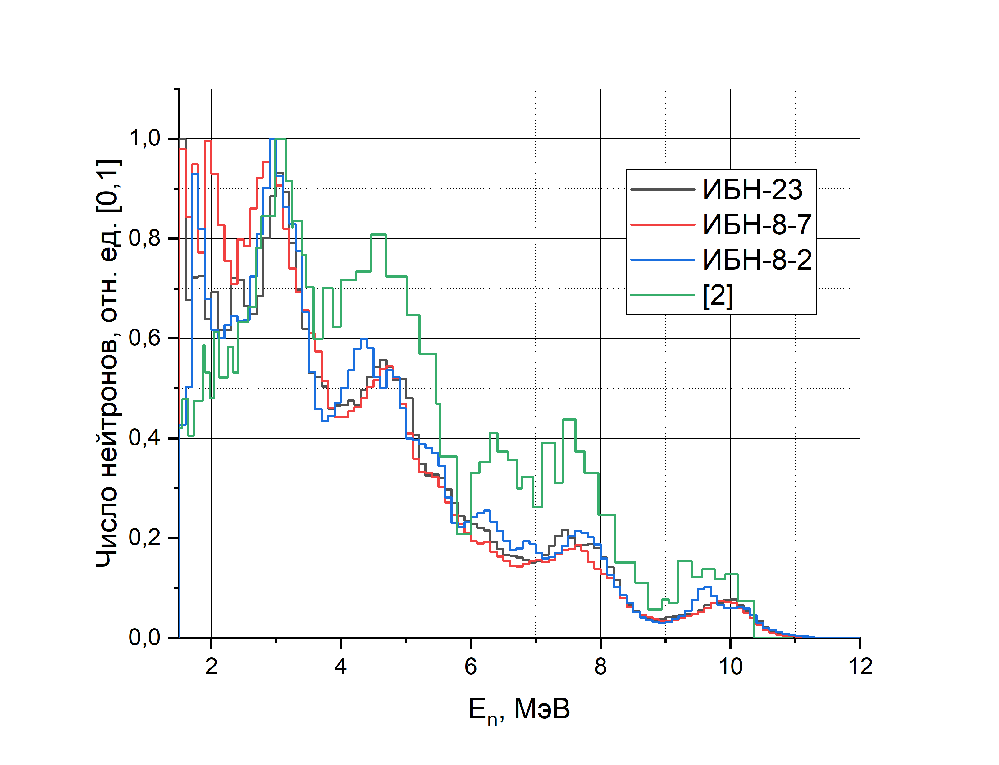 Число нейтронов, отн. ед. [0,1]
1,0
0,8
0,6
0,4
0,2
0,0
ИБН-23
ИБН-8-7
ИБН-8-2
[2]
2 4 6 8 10 12
En, МэВ